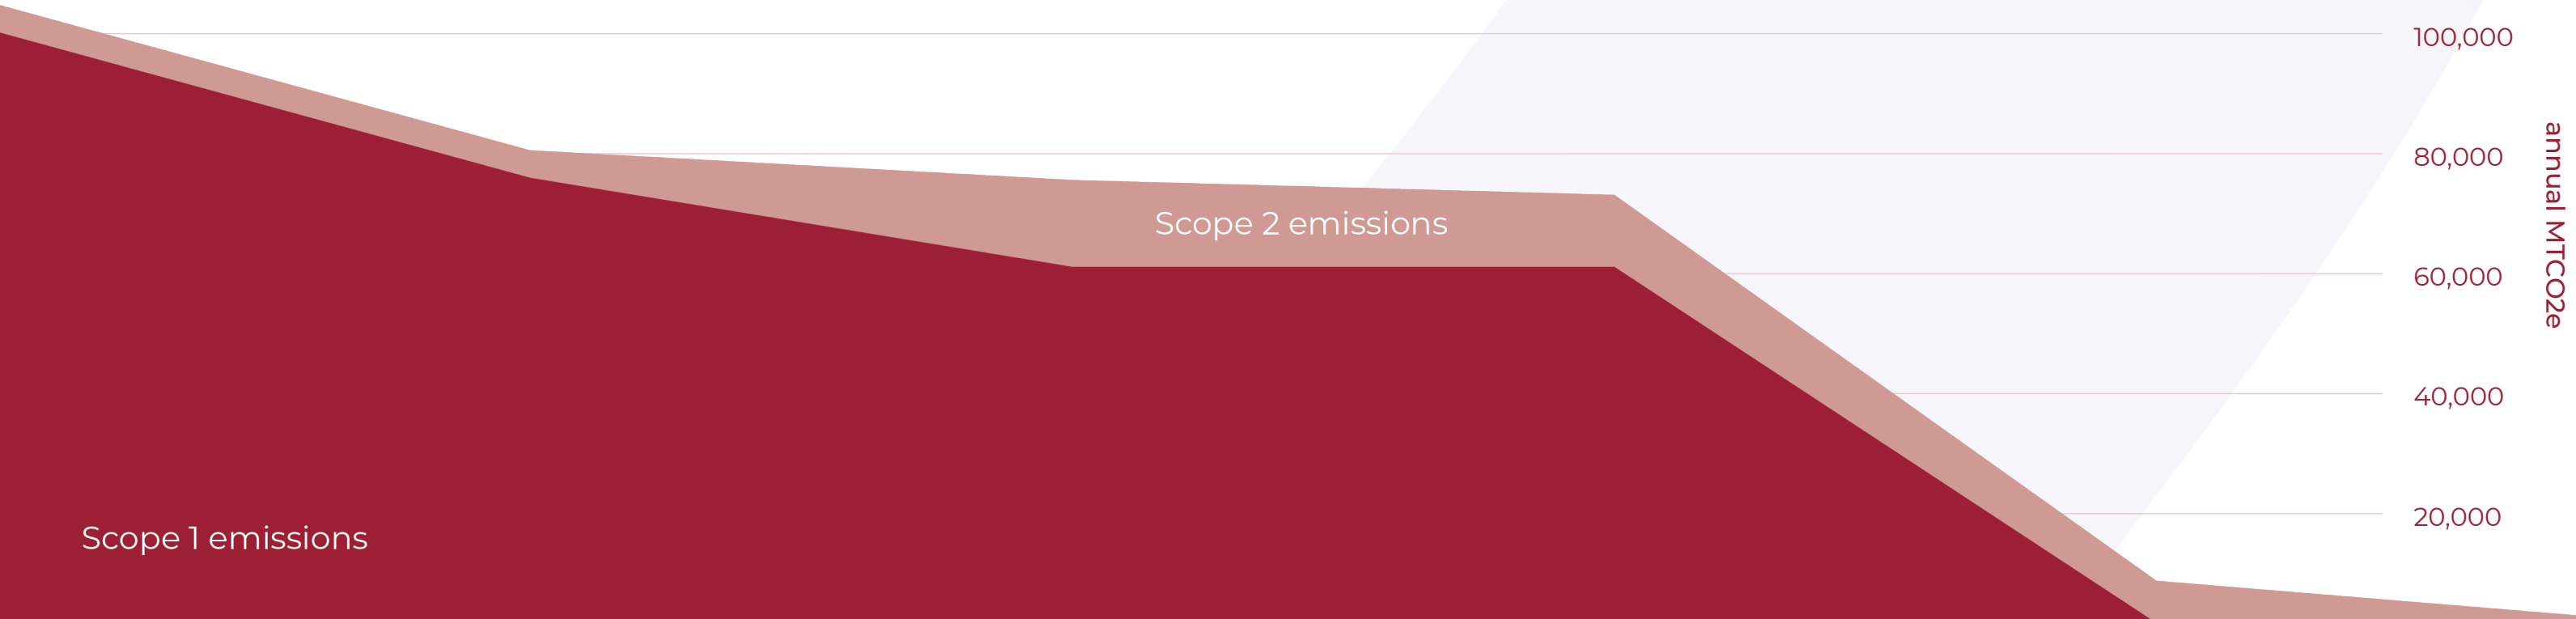 100,000
80,000
Scope 2 emissions
60,000
40,000
20,000
Scope 1 emissions
annual MTCO2e